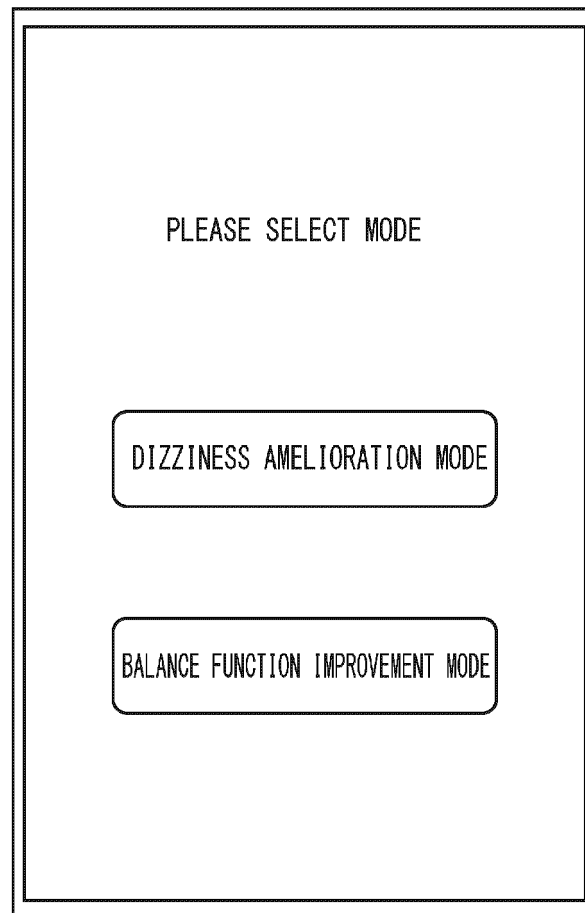 PLEASE SELECT MODE
DIZZINESS AMELIORATION MODE
BALANCE FUNCTION IMPROVEMENT MODE